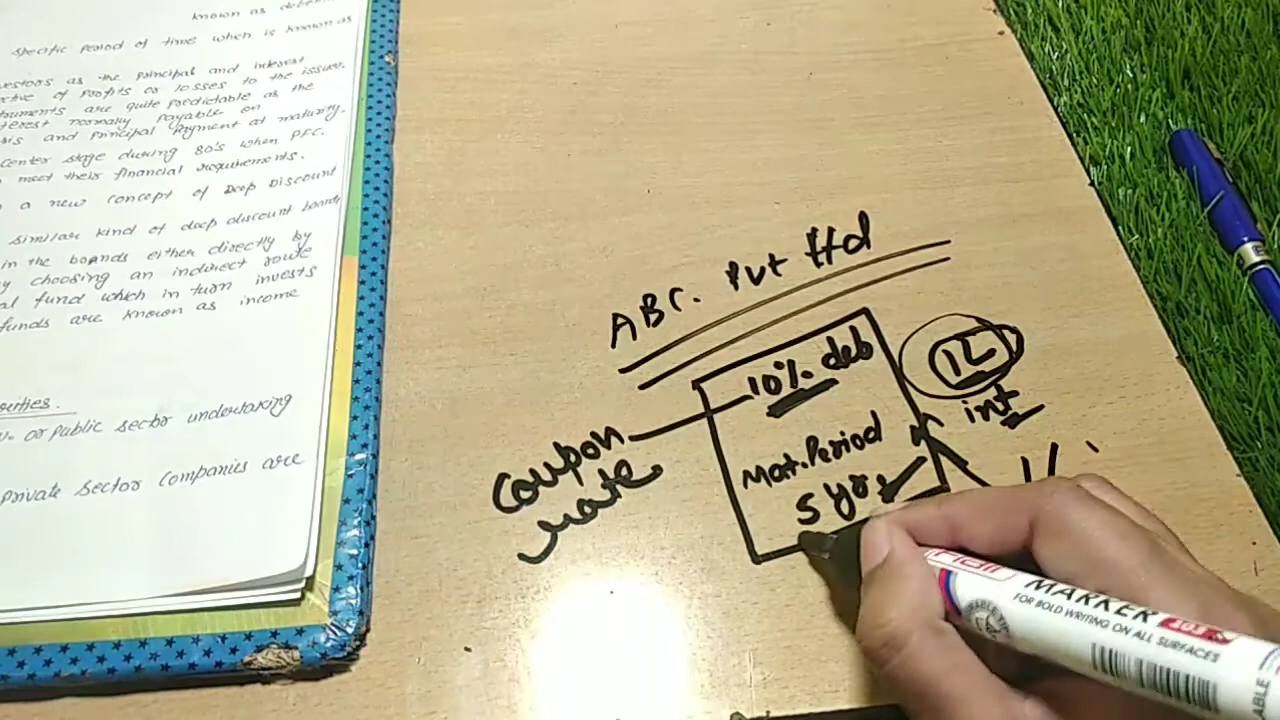 known as
specific period of time which is known as
vestors as the principal and interest
ective of profits or losses to the issuer.
truments are quite predictable as the
terest normally payable on
sis and principal payment at maturity.
center stage during 80's when PFC.
meet their financial requirements.
a new concept of Deep Discount
similar kind of deep discount bonds
in the bounds either directly by
y choosing an indirect route
al fund which in turn invests
funds are known as income
urities.
or Public sector undertaking
private sector companies are
ABC. Pvt ltd
10% deb
1L
int
Coupon
rate
Mat. Period
5 yrs
FLAIR
MARKER
FOR BOLD WRITING ON ALL SURFACES